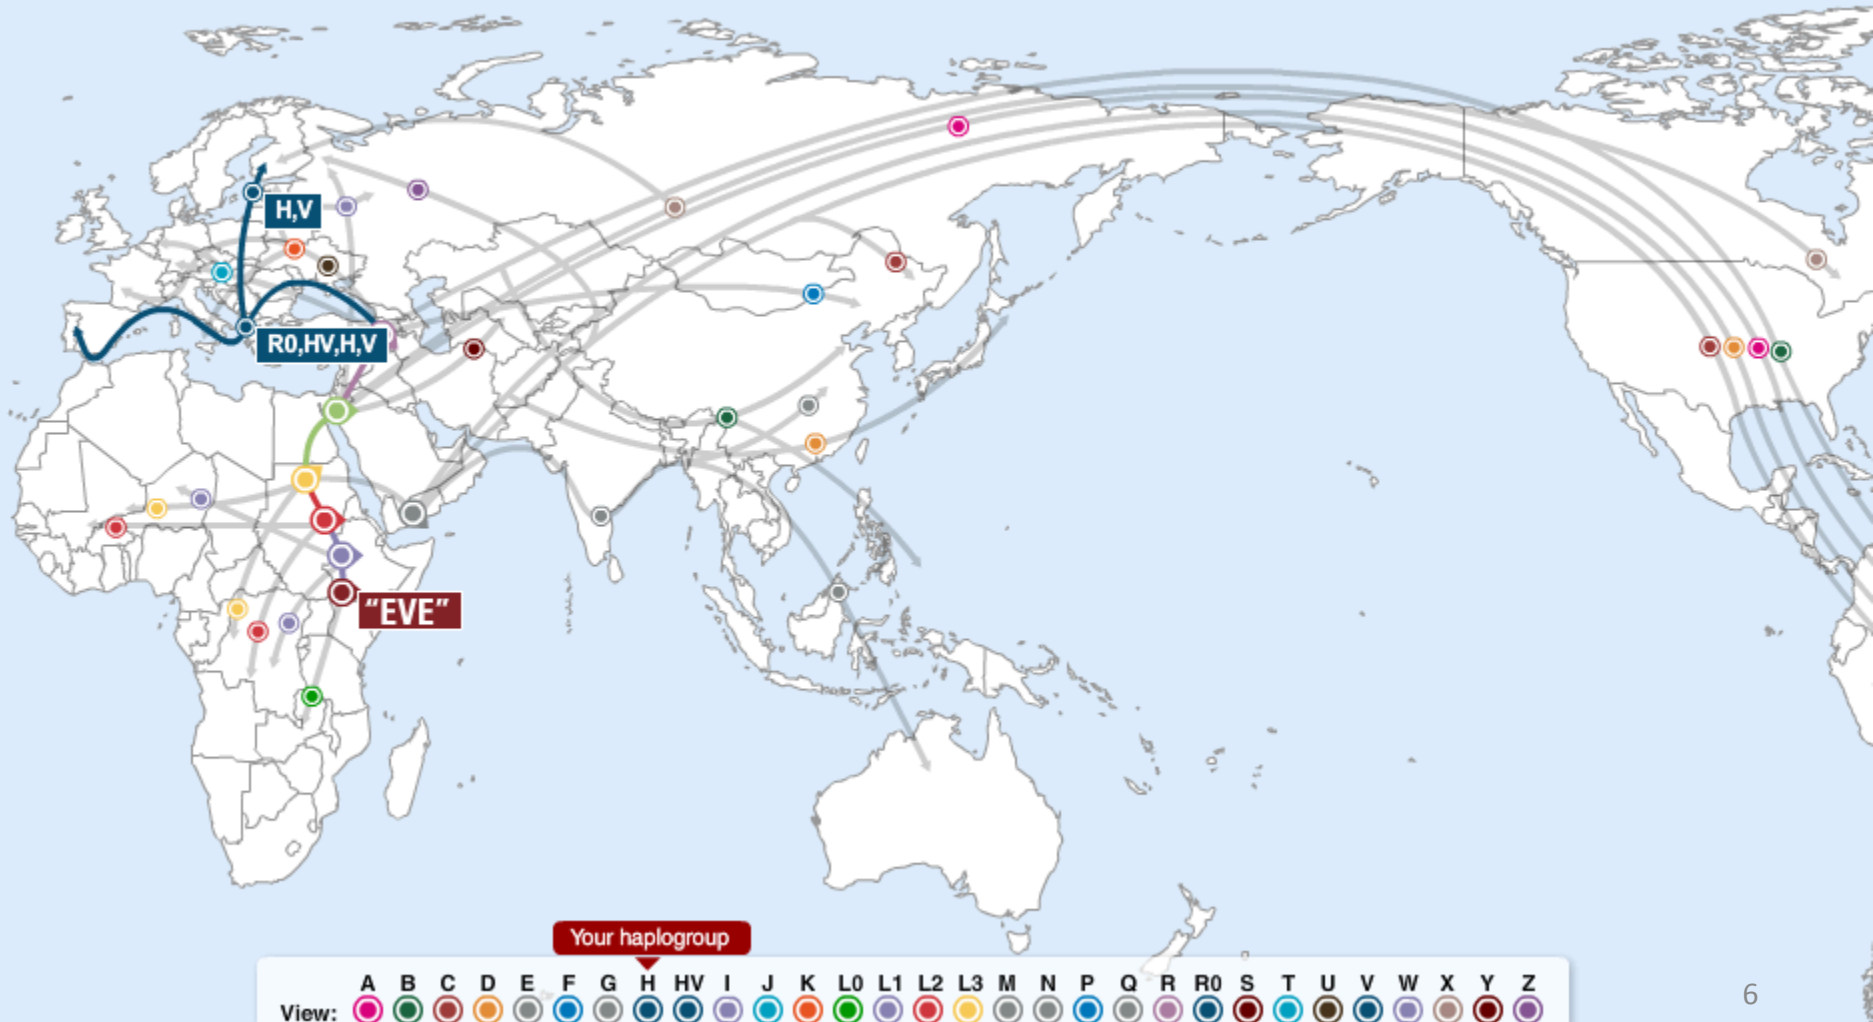 H,V
R0,HV,H,V
“EVE”
Your haplogroup
A B C D E F G H HV I J K L0 L1 L2 L3 M N P Q R R0 S T U V W X Y Z
View:
6